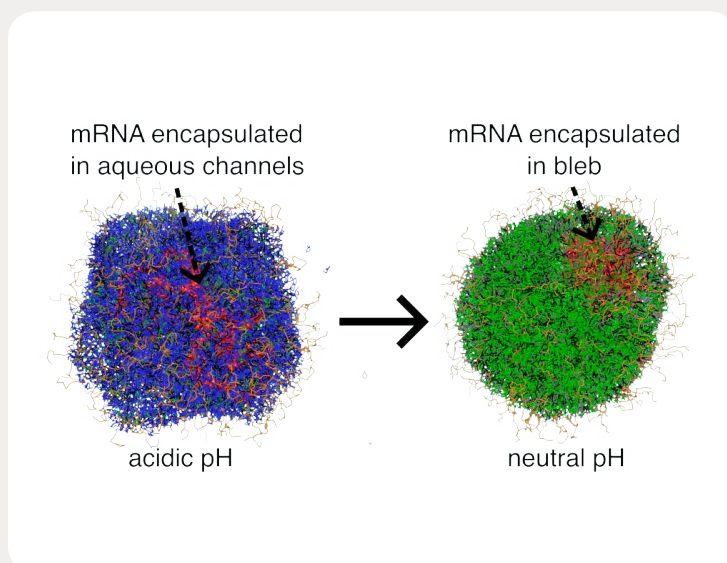 mRNA encapsulated
in aqueous channels
mRNA encapsulated
in bleb
acidic pH
neutral pH